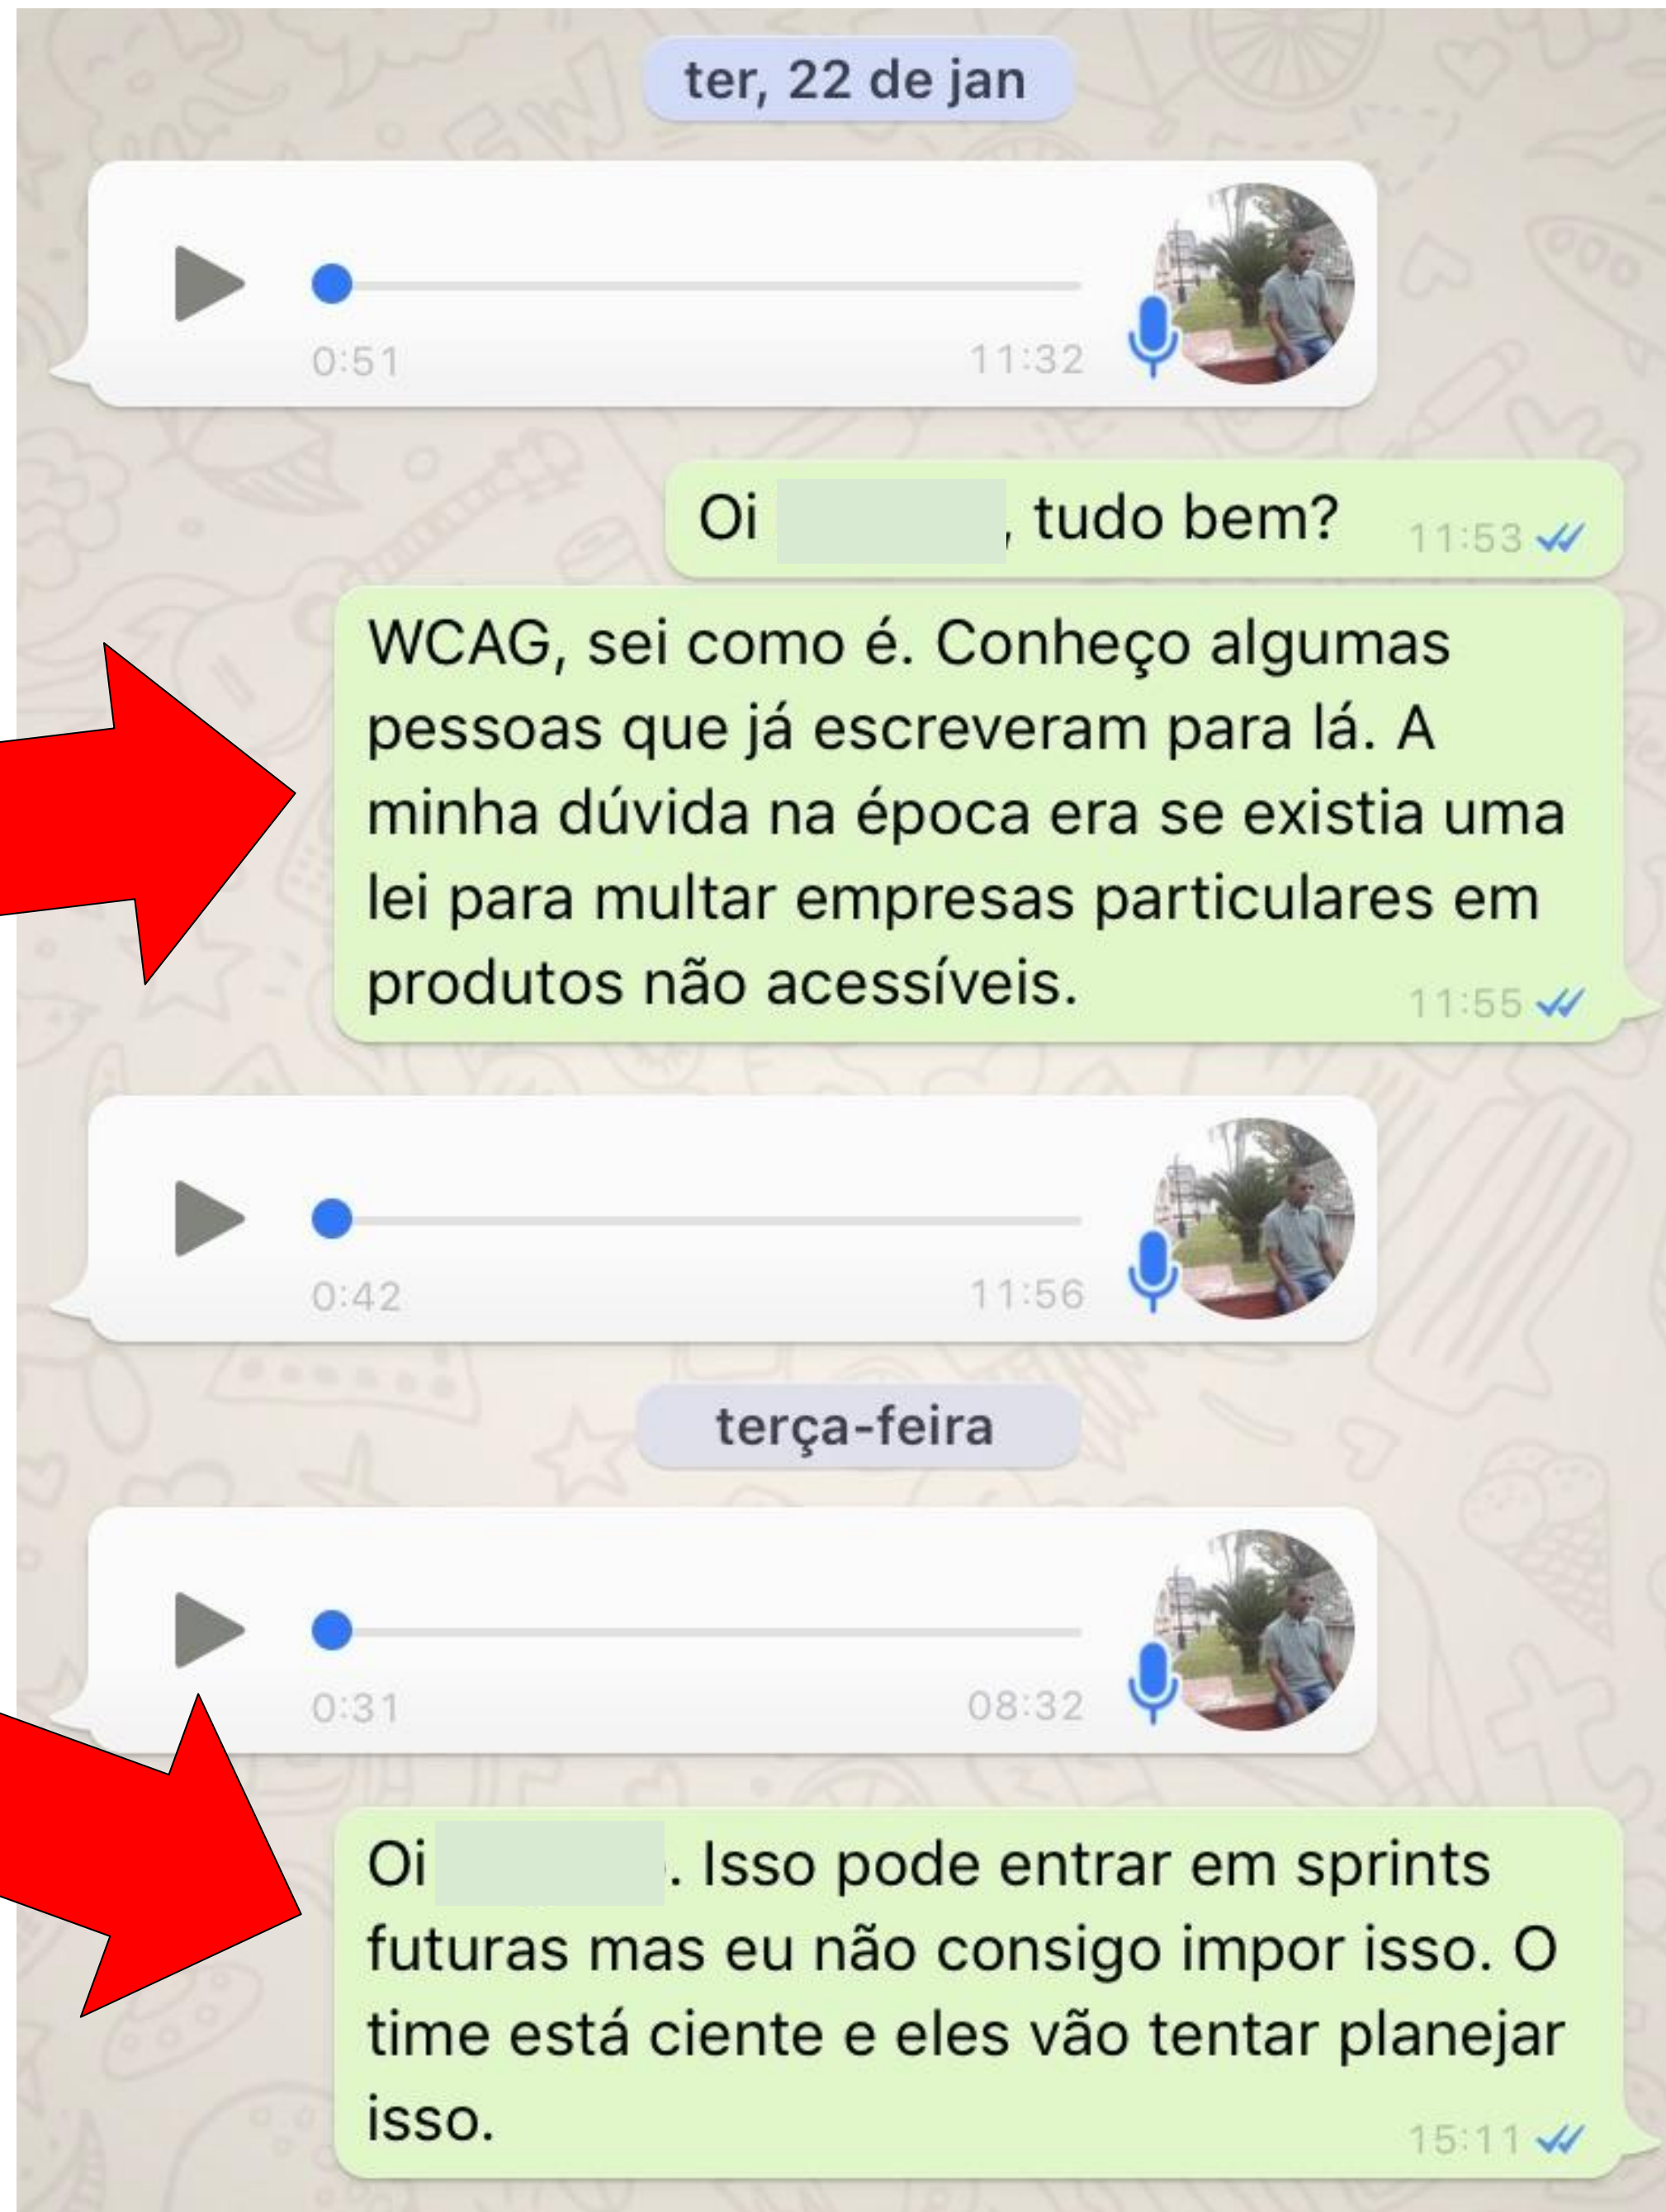 ter, 22 de jan
0:51 11:32
Oi , tudo bem? 11:53
WCAG, sei como é. Conheço algumas
pessoas que já escreveram para lá. A
minha dúvida na época era se existia uma
lei para multar empresas particulares em
produtos não acessíveis. 11:55
0:42 11:56
terça-feira
0:31 08:32
Oi . Isso pode entrar em sprints
futuras mas eu não consigo impor isso. O
time está ciente e eles vão tentar planejar
isso. 15:11